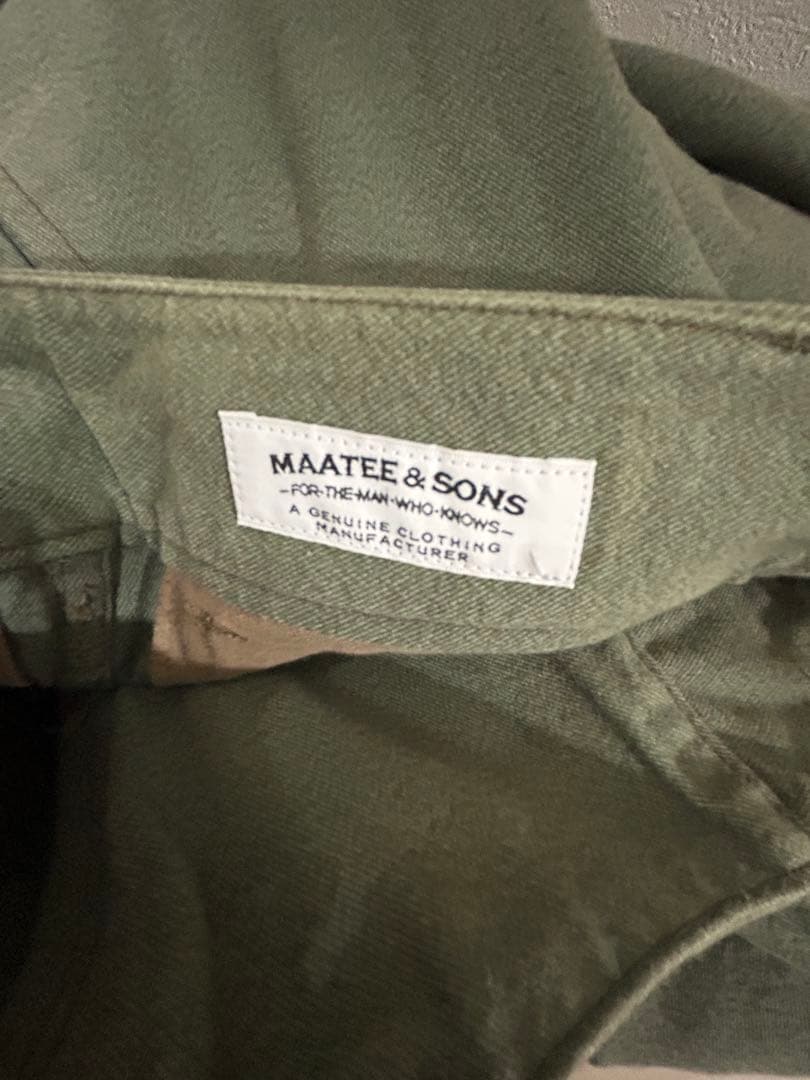 MAATEE & SONS
-FOR·THE·MAN·WHO·KNOWS-
A GENUINE CLOTHING
MANUFACTURER